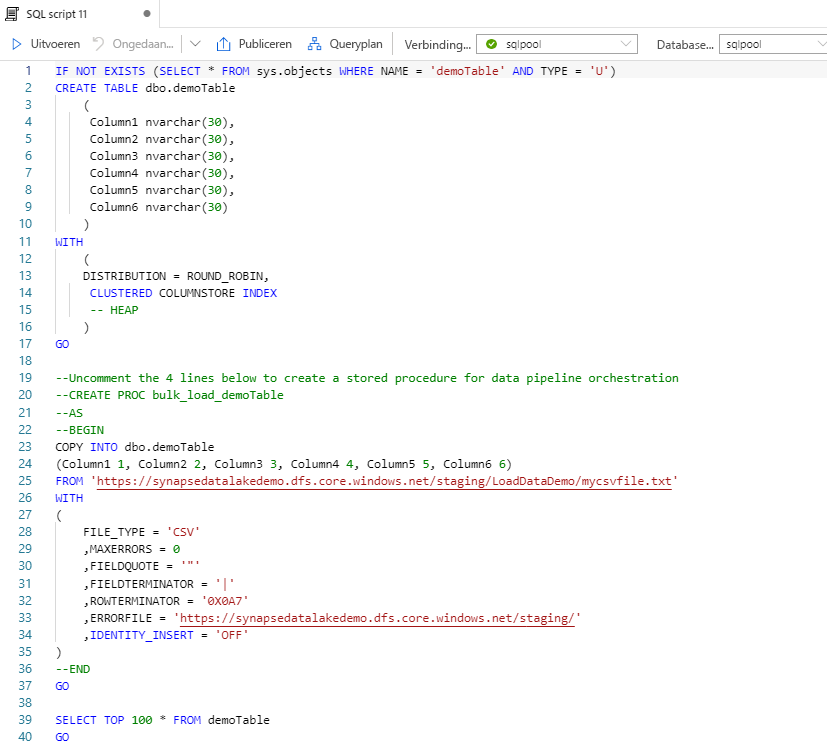 SQL script 11
Uitvoeren Ongedaan... Publiceren Queryplan Verbinding... sqlpool Database... sqlpool
1 IF NOT EXISTS (SELECT * FROM sys.objects WHERE NAME = 'demoTable' AND TYPE = 'U')
2 CREATE TABLE dbo.demoTable
3 (
4 Column1 nvarchar(30),
5 Column2 nvarchar(30),
6 Column3 nvarchar(30),
7 Column4 nvarchar(30),
8 Column5 nvarchar(30),
9 Column6 nvarchar(30)
10 )
11 WITH
12 (
13 DISTRIBUTION = ROUND_ROBIN,
14 CLUSTERED COLUMNSTORE INDEX
15 -- HEAP
16 )
17 GO
18
19 --Uncomment the 4 lines below to create a stored procedure for data pipeline orchestration
20 --CREATE PROC bulk_load_demoTable
21 --AS
22 --BEGIN
23 COPY INTO dbo.demoTable
24 (Column1 1, Column2 2, Column3 3, Column4 4, Column5 5, Column6 6)
25 FROM 'https://synapsedatalakedemo.dfs.core.windows.net/staging/LoadDataDemo/mycsvfile.txt'
26 WITH
27 (
28 FILE_TYPE = 'CSV'
29 ,MAXERRORS = 0
30 ,FIELDQUOTE = '"'
31 ,FIELDTERMINATOR = '|'
32 ,ROWTERMINATOR = '0X0A7'
33 ,ERRORFILE = 'https://synapsedatalakedemo.dfs.core.windows.net/staging/'
34 ,IDENTITY_INSERT = 'OFF'
35 )
36 --END
37 GO
38
39 SELECT TOP 100 * FROM demoTable
40 GO